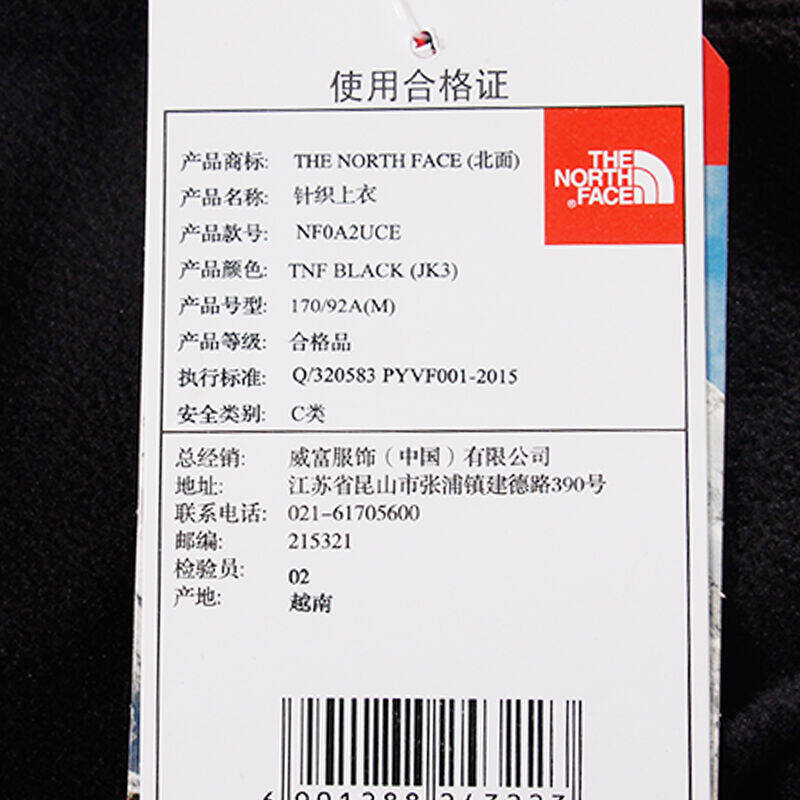 使用合格证
产品商标: THE NORTH FACE (北面)
产品名称: 针织上衣
产品款号: NF0A2UCE
产品颜色: TNF BLACK (JK3)
产品号型: 170/92A(M)
产品等级: 合格品
执行标准: Q/320583 PYVF001-2015
安全类别: C类
THE
NORTH
FACE
®
总经销: 威富服饰（中国）有限公司
地址: 江苏省昆山市张浦镇建德路390号
联系电话: 021-61705600
邮编: 215321
检验员: 02
产地: 越南